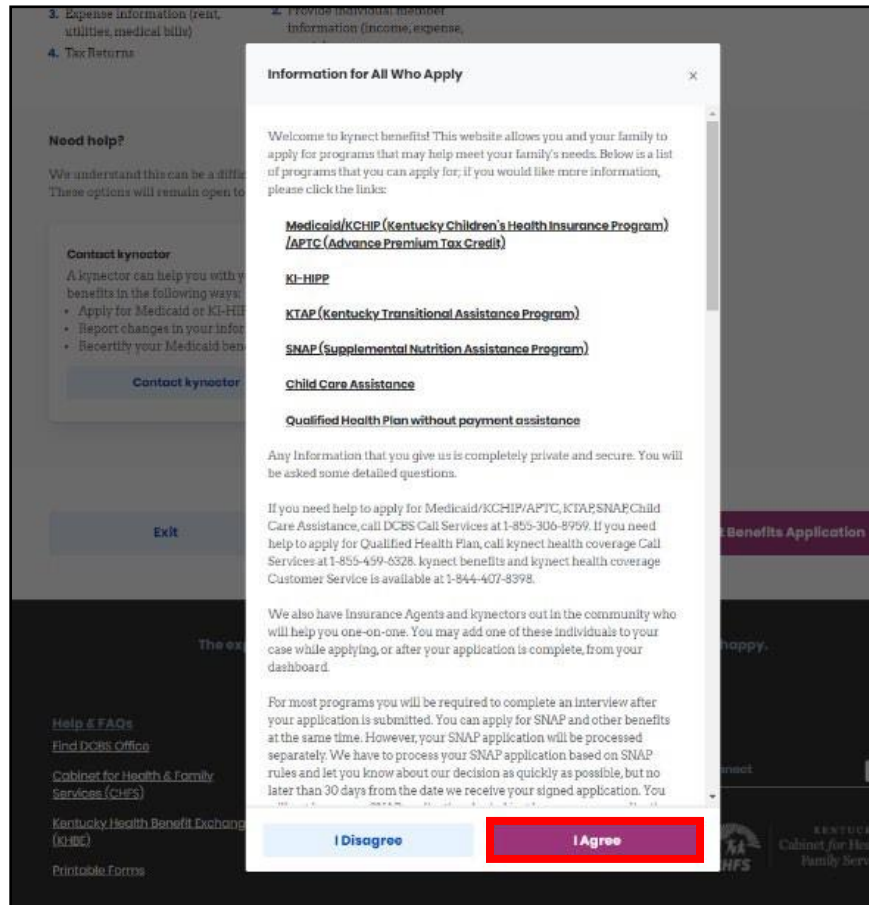 3. Expense information (rent,
utilities, medical bills)
4. Tax Returns
2. Provide individual member
information (income, expense,
Need help?
We understand this can be a
These options will remain open to
Contact kynector
A kynector can help you with
benefits in the following ways:
• Apply for Medicaid or
• Report changes in your
• Recertify your Medicaid
Contact kynector
Exit
Benefits Application
The
happy.
Help & FAQs
Find DCBS Office
Cabinet for Health & Family
Services (CHFS)
Kentucky Health Benefit
(KHBE)
Printable Forms
Information for All Who Apply ×
Welcome to kynect benefits! This website allows you and your family to
apply for programs that may help meet your family's needs. Below is a list
of programs that you can apply for; if you would like more information,
please click the links:
Medicaid/KCHIP (Kentucky Children's Health Insurance Program)
/APTC (Advance Premium Tax Credit)
KI-HIPP
KTAP (Kentucky Transitional Assistance Program)
SNAP (Supplemental Nutrition Assistance Program)
Child Care Assistance
Qualified Health Plan without payment assistance
Any Information that you give us is completely private and secure. You will
be asked some detailed questions.
If you need help to apply for Medicaid/KCHIP/APTC, KTAP,SNAP,Child
Care Assistance, call DCBS Call Services at 1-855-306-8959. If you need
help to apply for Qualified Health Plan, call kynect health coverage Call
Services at 1-855-459-6328. kynect benefits and kynect health coverage
Customer Service is available at 1-844-407-8398.
We also have Insurance Agents and kynectors out in the community who
will help you one-on-one. You may add one of these individuals to your
case while applying, or after your application is complete, from your
dashboard.
For most programs you will be required to complete an interview after
your application is submitted. You can apply for SNAP and other benefits
at the same time. However, your SNAP application will be processed
separately. We have to process your SNAP application based on SNAP
rules and let you know about our decision as quickly as possible, but no
later than 30 days from the date we receive your signed application. You
I Disagree
I Agree
Cabinet for
Family